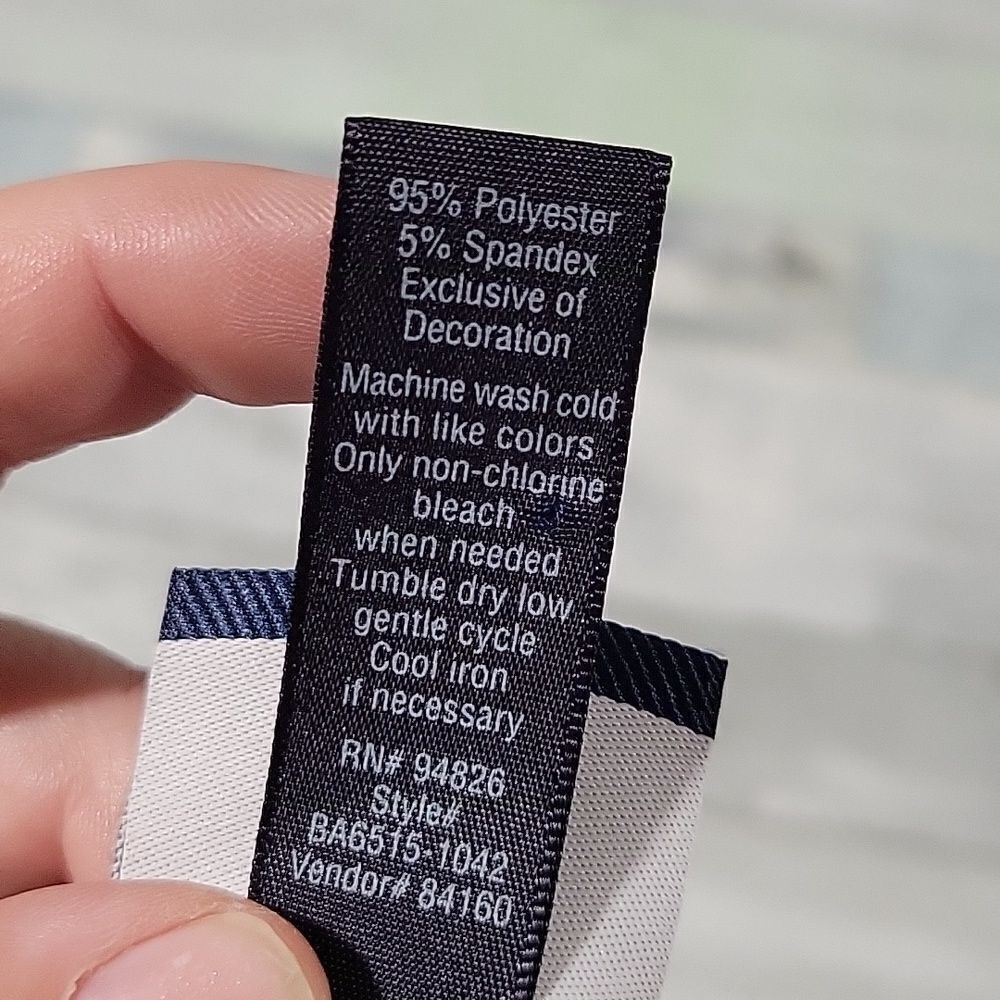 95% Polyester
5% Spandex
Exclusive of
Decoration
Machine wash cold
with like colors
Only non-chlorine
bleach
when needed
Tumble dry low
gentle cycle
Cool iron
if necessary
RN# 94826
Style#
BA6515-1042
Vendor# 84160